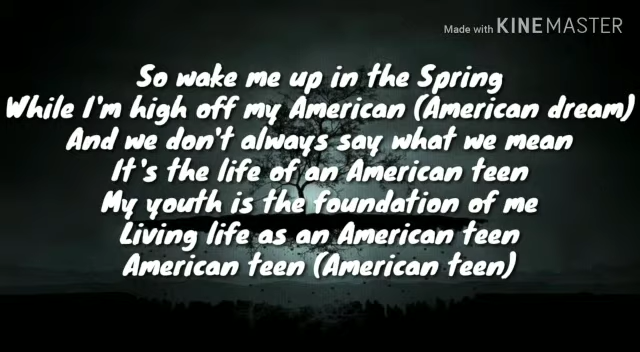 Made with KINEMASTER
So wake me up in the Spring
While I'm high off my American (American dream)
And we don't always say what we mean
It's the life of an American teen
My youth is the foundation of me
Living life as an American teen
American teen (American teen)